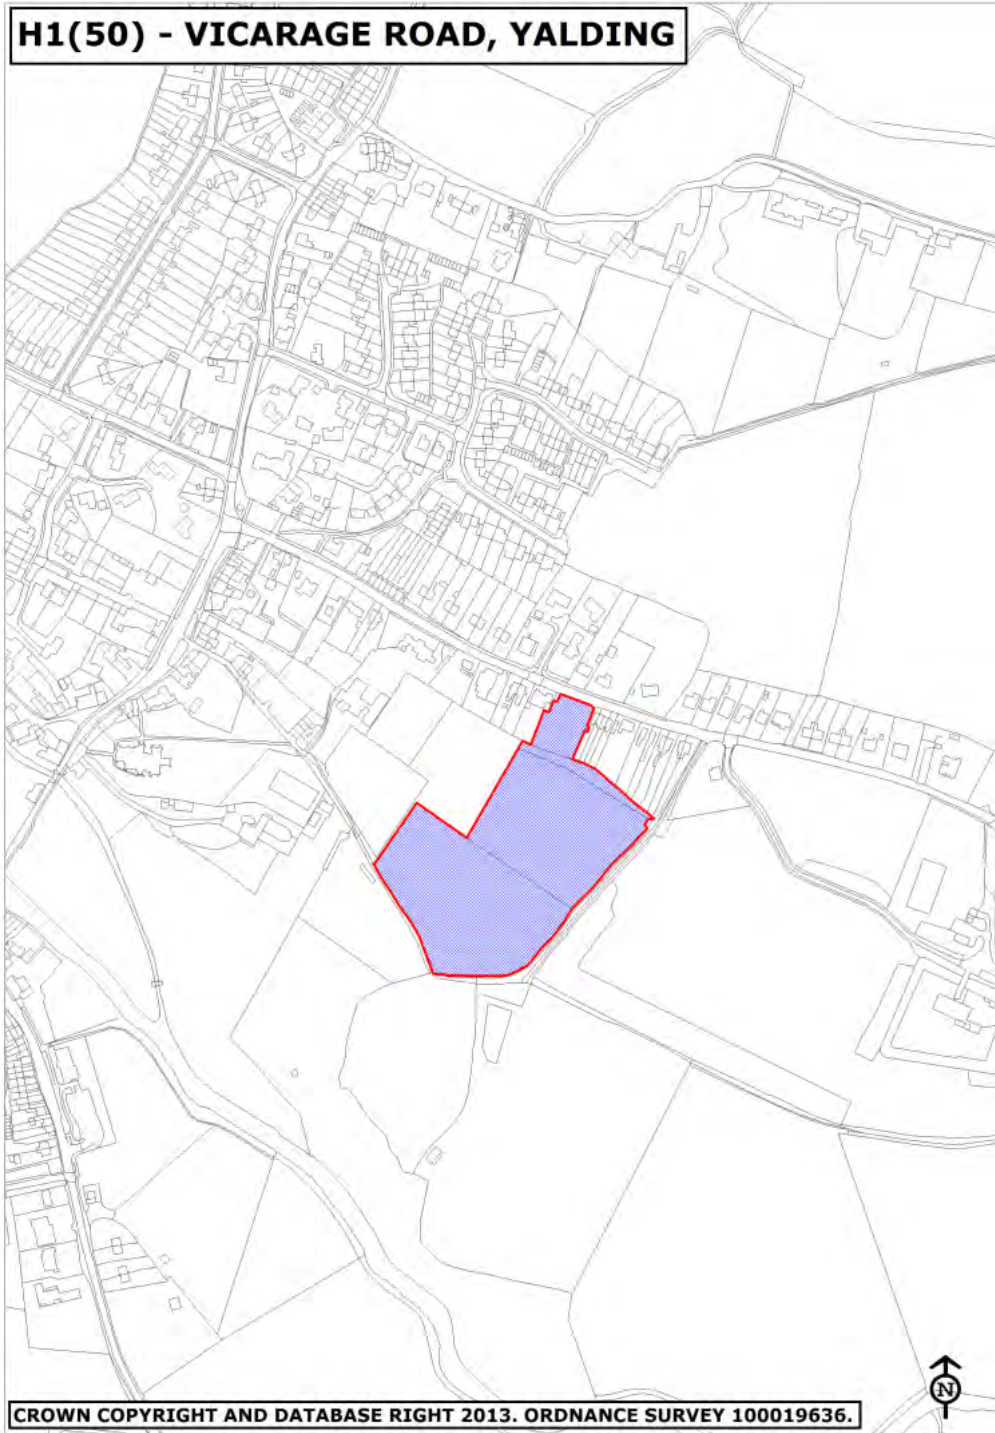 H1(50) - VICARAGE ROAD, YALDING
N
CROWN COPYRIGHT AND DATABASE RIGHT 2013. ORDNANCE SURVEY 100019636.